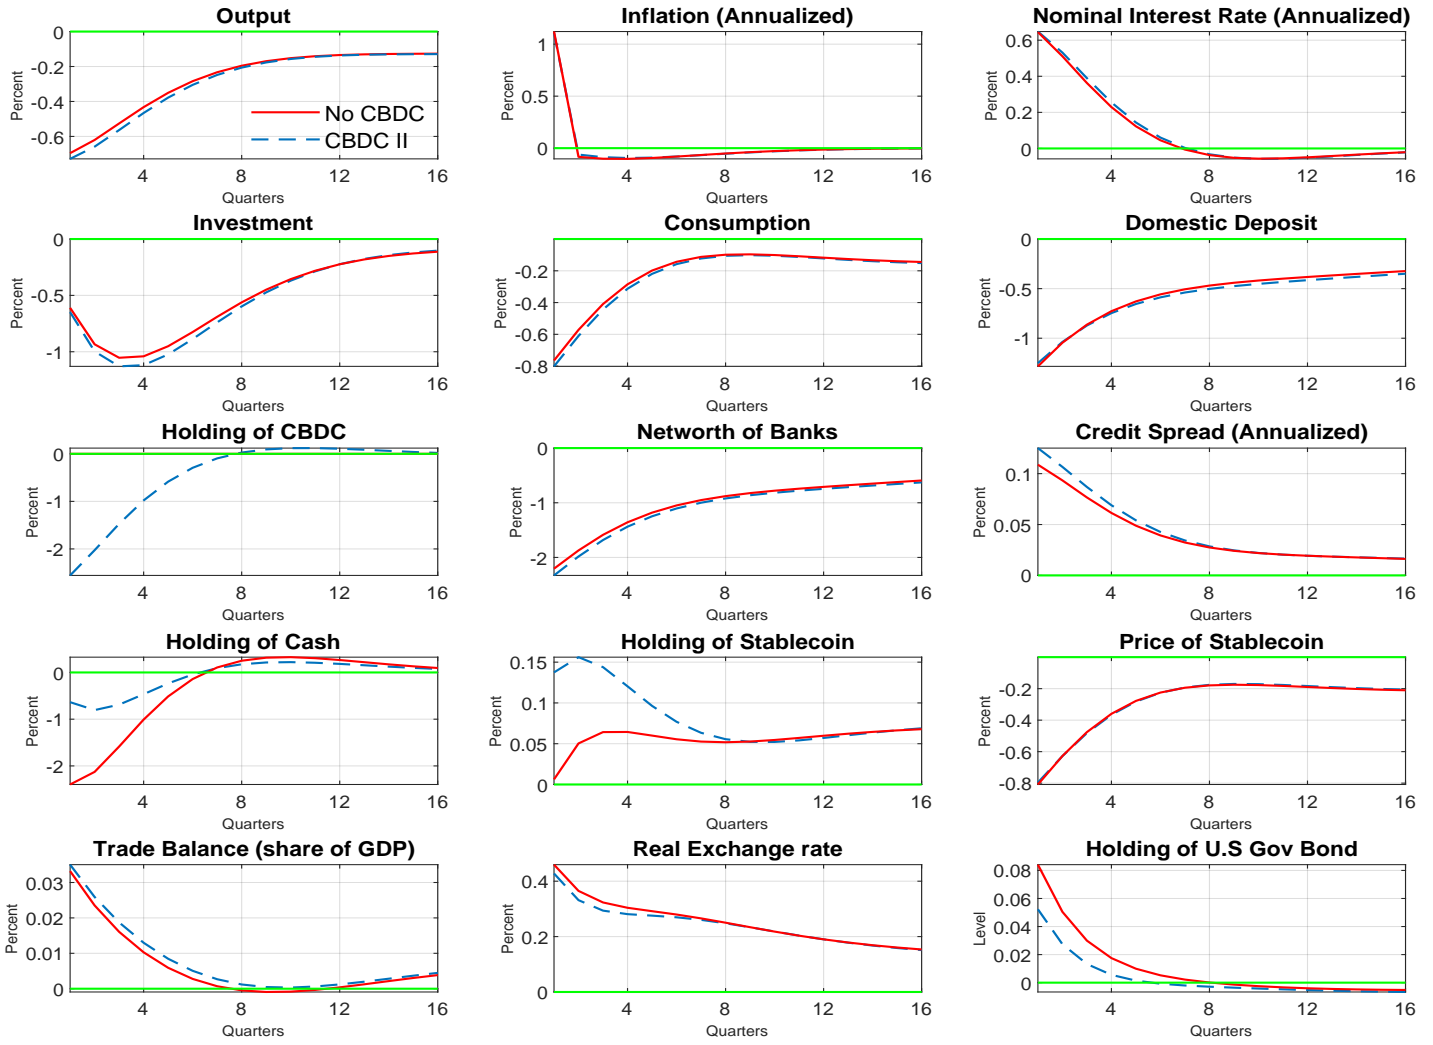 Output
0
-0.2
-0.4
-0.6
Percent
No CBDC
CBDC II
4 8 12 16
Quarters
Inflation (Annualized)
1
0.5
0
Percent
4 8 12 16
Quarters
Nominal Interest Rate (Annualized)
0.6
0.4
0.2
0
Percent
4 8 12 16
Quarters
Investment
0
-0.5
-1
Percent
4 8 12 16
Quarters
Consumption
-0.2
-0.4
-0.6
-0.8
Percent
4 8 12 16
Quarters
Domestic Deposit
0
-0.5
-1
Percent
4 8 12 16
Quarters
Holding of CBDC
0
-1
-2
Percent
4 8 12 16
Quarters
Networth of Banks
0
-1
-2
Percent
4 8 12 16
Quarters
Credit Spread (Annualized)
0.1
0.05
0
Percent
4 8 12 16
Quarters
Holding of Cash
0
-1
-2
Percent
4 8 12 16
Quarters
Holding of Stablecoin
0.15
0.1
0.05
0
Percent
4 8 12 16
Quarters
Price of Stablecoin
-0.2
-0.4
-0.6
-0.8
Percent
4 8 12 16
Quarters
Trade Balance (share of GDP)
0.03
0.02
0.01
0
Percent
4 8 12 16
Quarters
Real Exchange rate
0.4
0.2
0
Percent
4 8 12 16
Quarters
Holding of U.S Gov Bond
0.08
0.06
0.04
0.02
0
Level
4 8 12 16
Quarters